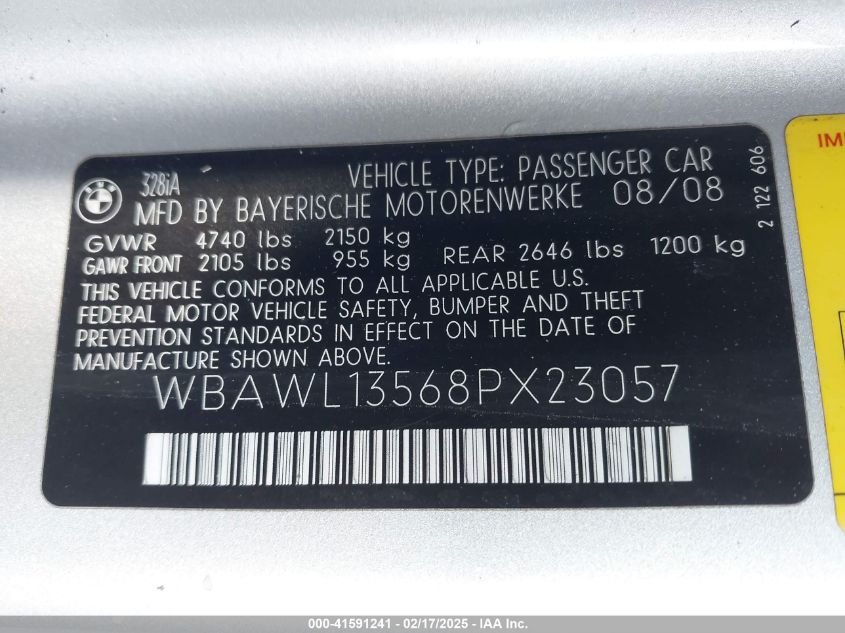 BMW
328iA
VEHICLE TYPE: PASSENGER CAR
MFD BY BAYERISCHE MOTORENWERKE 08/08
GVWR 4740 lbs 2150 kg
GAWR FRONT 2105 lbs 955 kg REAR 2646 lbs 1200 kg
THIS VEHICLE CONFORMS TO ALL APPLICABLE U.S.
FEDERAL MOTOR VEHICLE SAFETY, BUMPER AND THEFT
PREVENTION STANDARDS IN EFFECT ON THE DATE OF
MANUFACTURE SHOWN ABOVE.
WBAWL13568PX23057
2 122 606
000-41591241 - 02/17/2025 - IAA Inc.